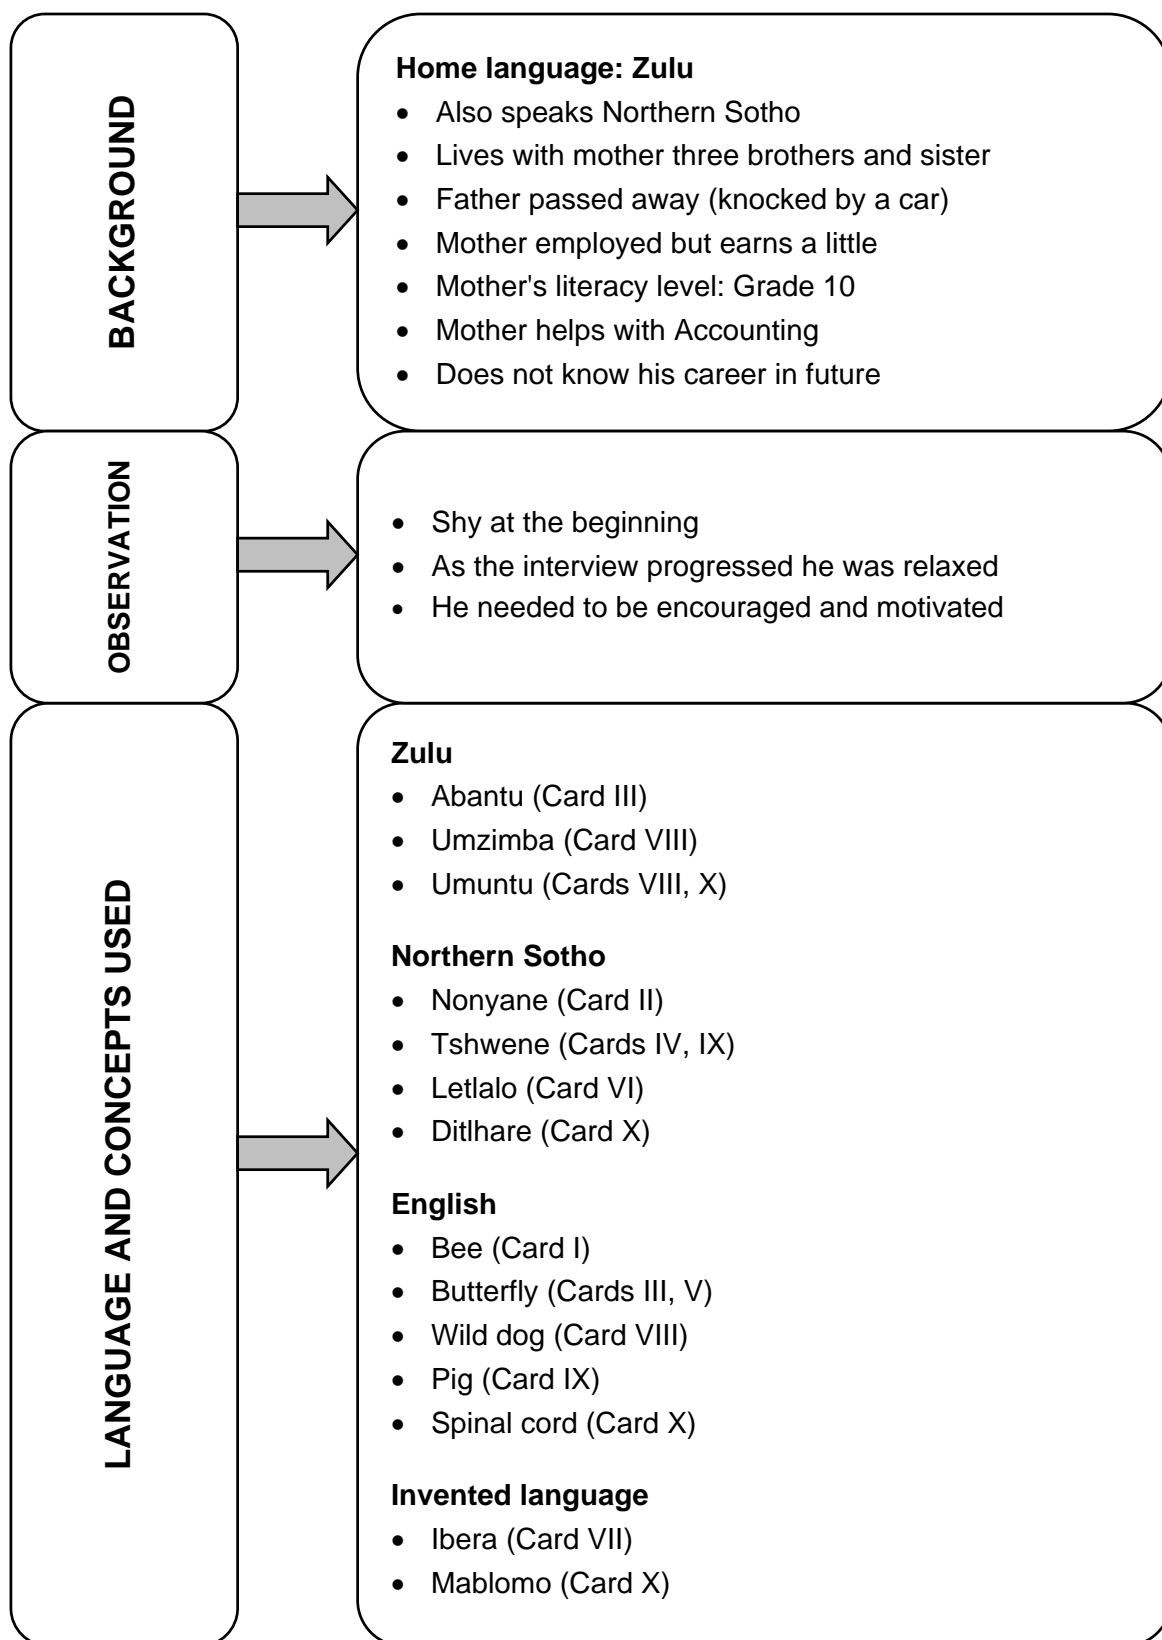 BACKGROUND
Home language: Zulu
• Also speaks Northern Sotho
• Lives with mother three brothers and sister
• Father passed away (knocked by a car)
• Mother employed but earns a little
• Mother's literacy level: Grade 10
• Mother helps with Accounting
• Does not know his career in future
OBSERVATION
• Shy at the beginning
• As the interview progressed he was relaxed
• He needed to be encouraged and motivated
LANGUAGE AND CONCEPTS USED
Zulu
• Abantu (Card III)
• Umzimba (Card VIII)
• Umuntu (Cards VIII, X)
Northern Sotho
• Nonyane (Card II)
• Tshwene (Cards IV, IX)
• Letlalo (Card VI)
• Ditlhare (Card X)
English
• Bee (Card I)
• Butterfly (Cards III, V)
• Wild dog (Card VIII)
• Pig (Card IX)
• Spinal cord (Card X)
Invented language
• Ibera (Card VII)
• Mablomo (Card X)